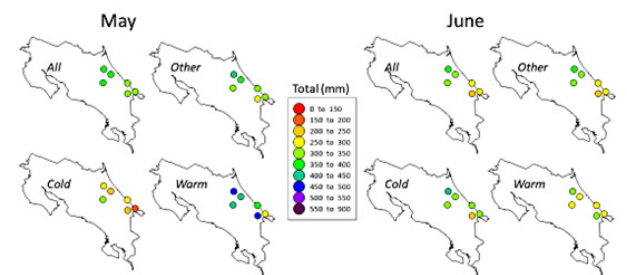 May
June
All
Other
All
Other
Total (mm)
0 to 150
150 to 200
200 to 250
250 to 300
300 to 350
350 to 400
400 to 450
450 to 500
500 to 550
550 to 900
Cold
Warm
Cold
Warm